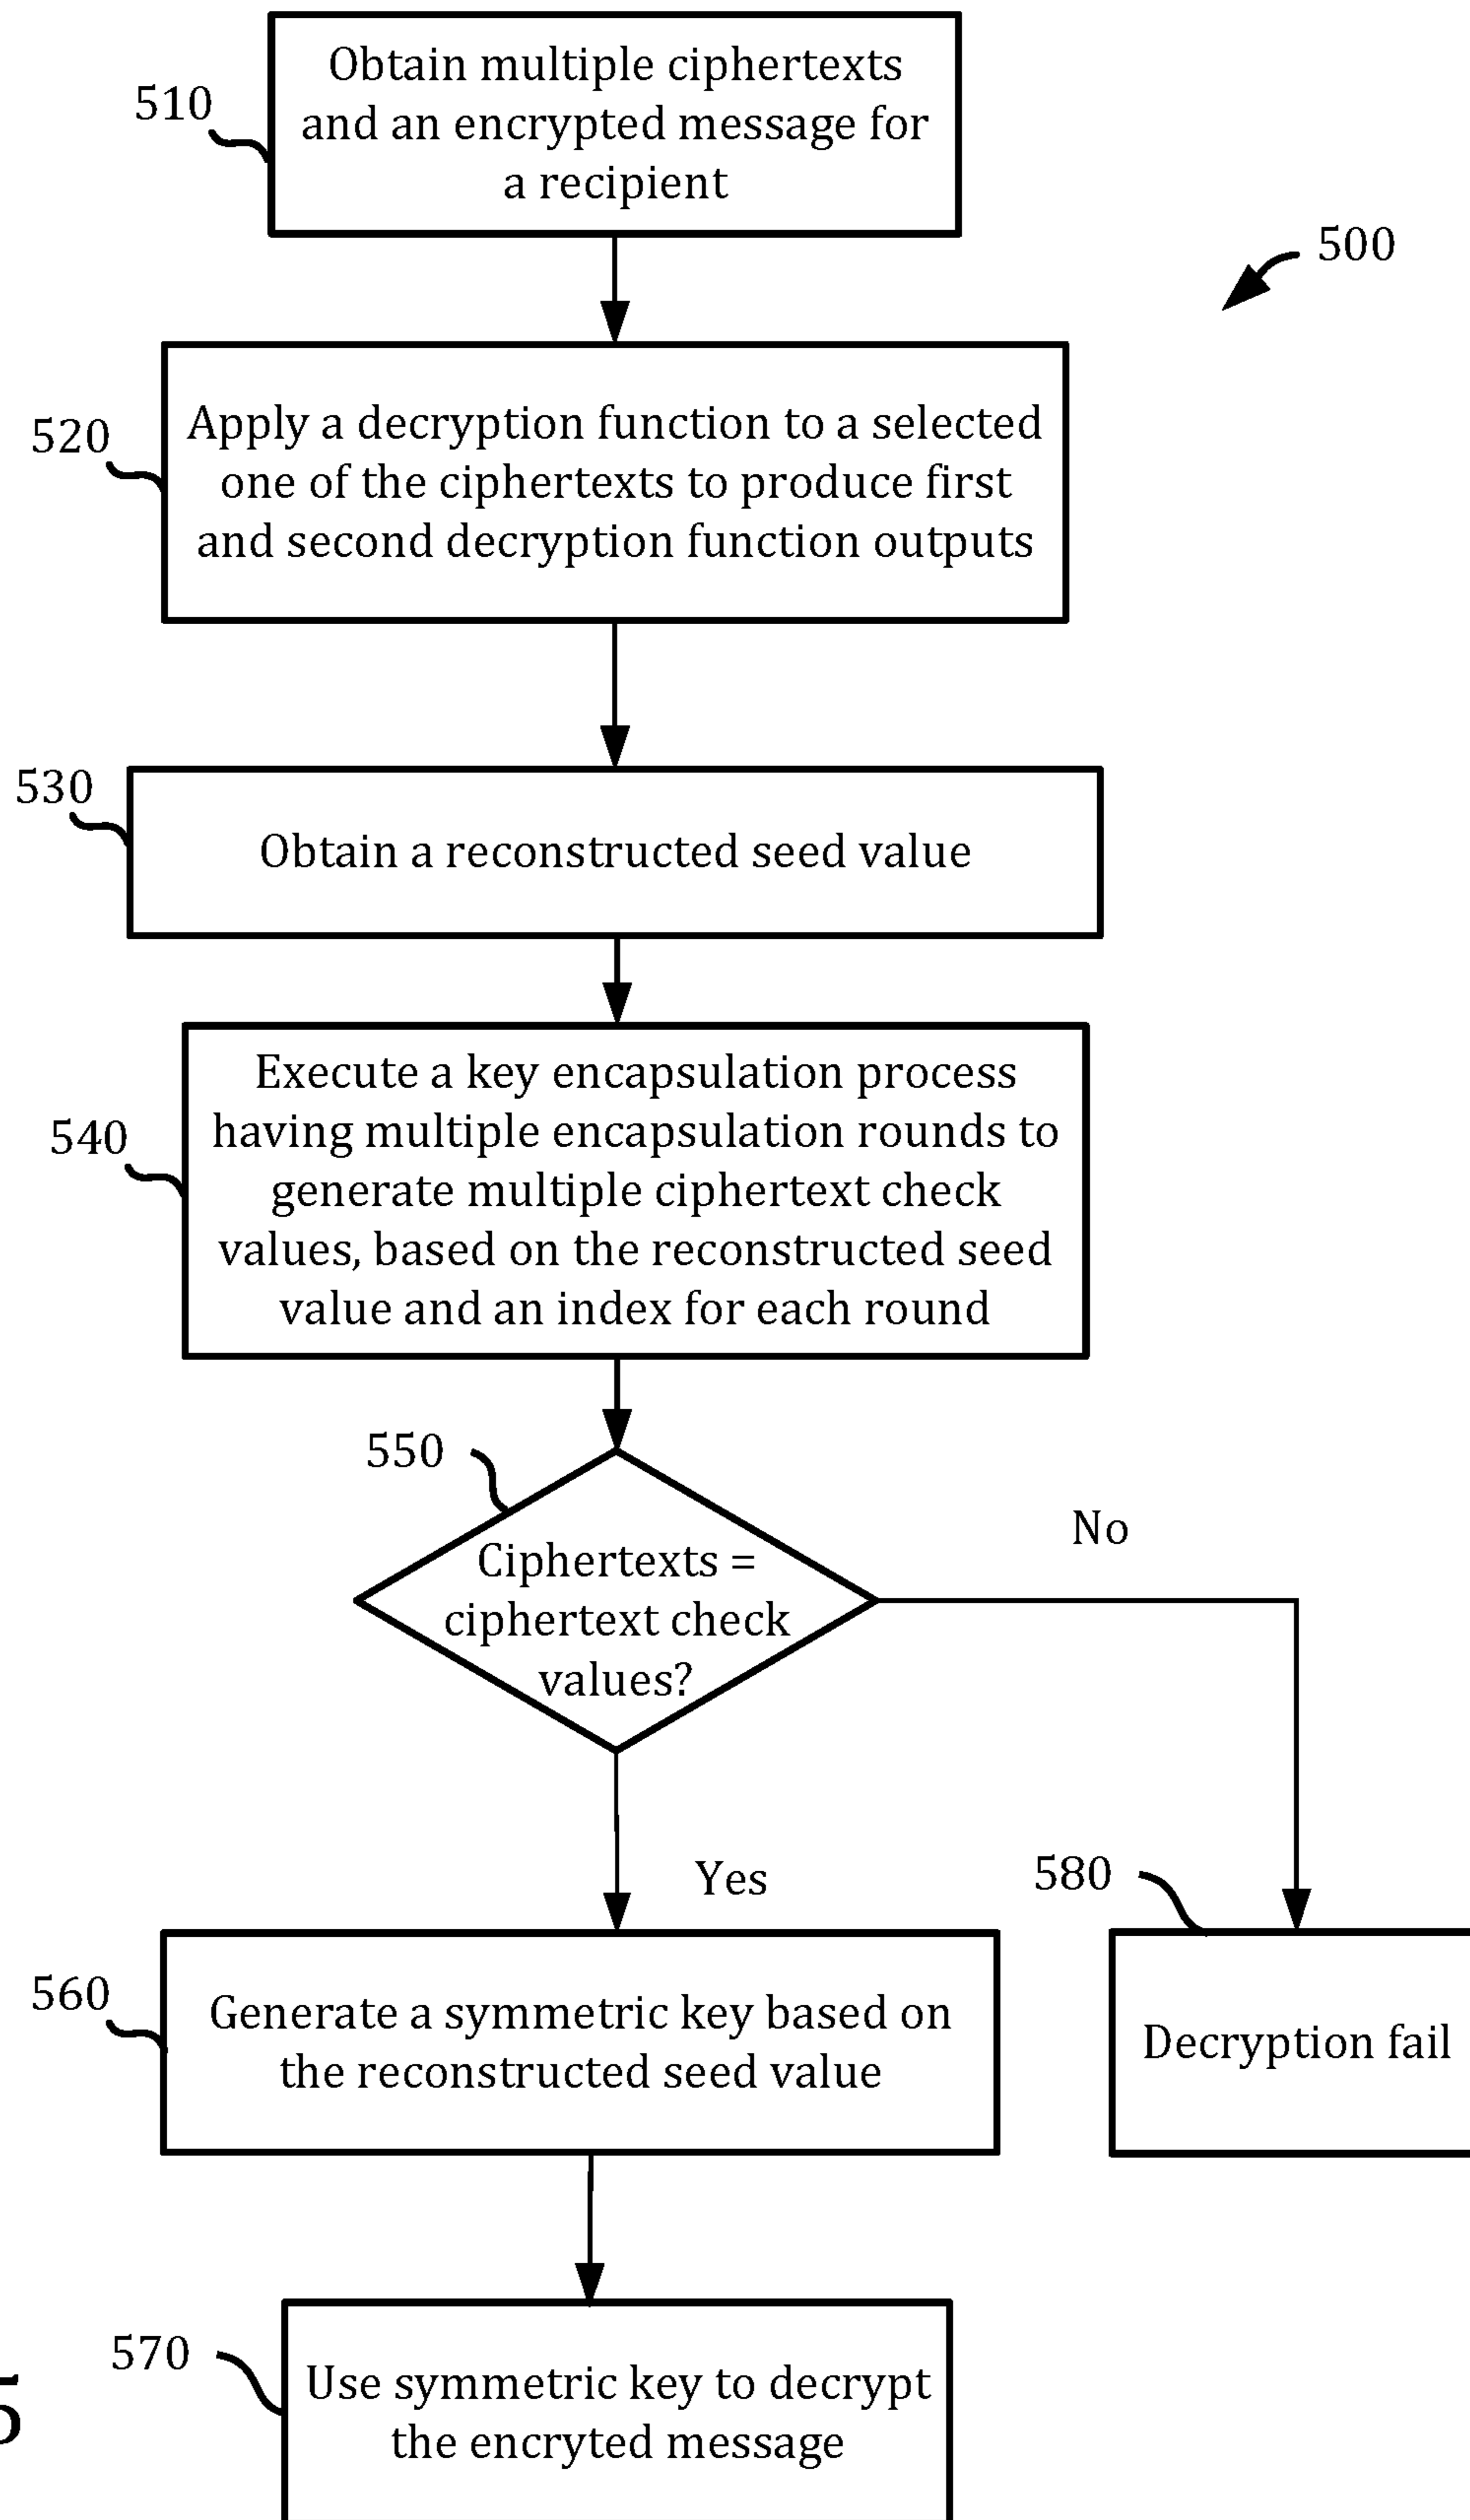 510
Obtain multiple ciphertexts
and an encrypted message for
a recipient
500
520
Apply a decryption function to a selected
one of the ciphertexts to produce first
and second decryption function outputs
530
Obtain a reconstructed seed value
540
Execute a key encapsulation process
having multiple encapsulation rounds to
generate multiple ciphertext check
values, based on the reconstructed seed
value and an index for each round
550
Ciphertexts =
ciphertext check
values?
No
Yes
580
560
Generate a symmetric key based on
the reconstructed seed value
Decryption fail
570
Use symmetric key to decrypt
the encryted message
5